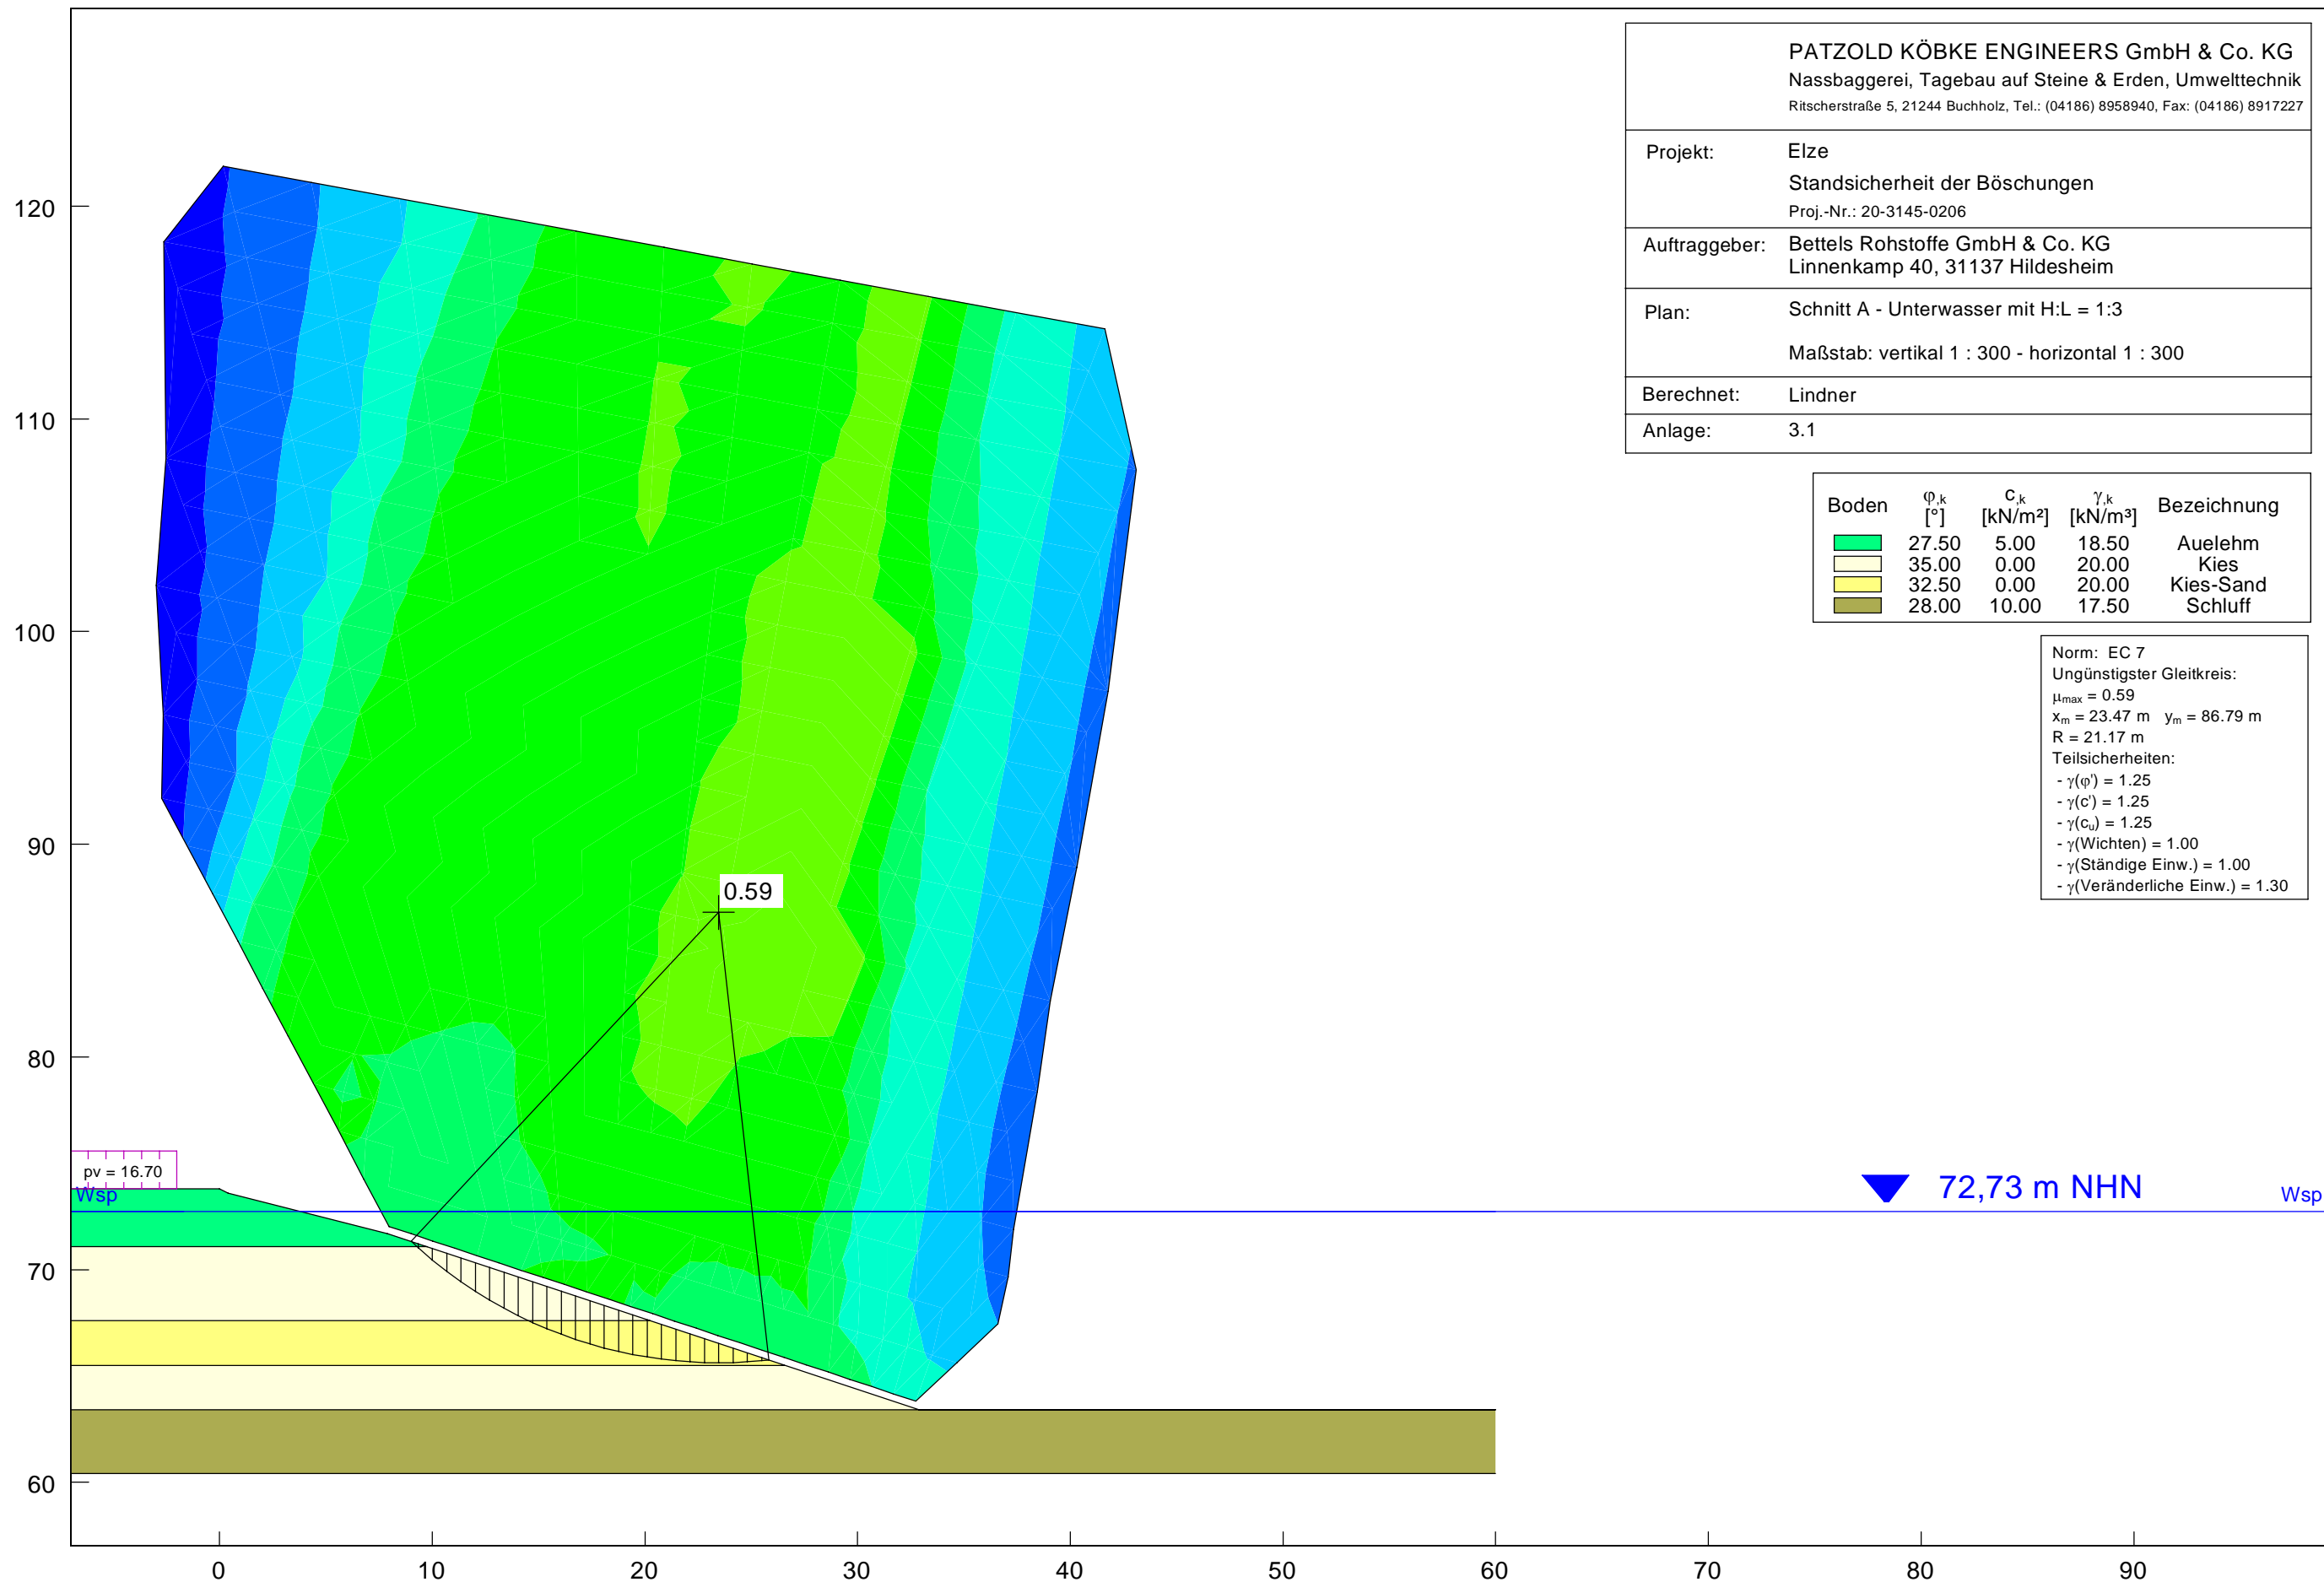 PATZOLD KÖBKE ENGINEERS GmbH & Co. KG
Nassbaggerei, Tagebau auf Steine & Erden, Umwelttechnik
Ritscherstraße 5, 21244 Buchholz, Tel.: (04186) 8958940, Fax: (04186) 8917227
Projekt: Elze
Standsicherheit der Böschungen
Proj.-Nr.: 20-3145-0206
Auftraggeber: Bettels Rohstoffe GmbH & Co. KG
Linnenkamp 40, 31137 Hildesheim
Plan: Schnitt A - Unterwasser mit H:L = 1:3
Maßstab: vertikal 1 : 300 - horizontal 1 : 300
Berechnet: Lindner
Anlage: 3.1
Boden φ,k [°] c,k [kN/m²] γ,k [kN/m³] Bezeichnung
27.50 5.00 18.50 Auelehm
35.00 0.00 20.00 Kies
32.50 0.00 20.00 Kies-Sand
28.00 10.00 17.50 Schluff
Norm: EC 7
Ungünstigster Gleitkreis:
μmax = 0.59
xm = 23.47 m ym = 86.79 m
R = 21.17 m
Teilsicherheiten:
- γ(φ') = 1.25
- γ(c') = 1.25
- γ(cu) = 1.25
- γ(Wichten) = 1.00
- γ(Ständige Einw.) = 1.00
- γ(Veränderliche Einw.) = 1.30
120
110
100
90
0.59
80
pv = 16.70
Wsp 72,73 m NHN Wsp
70
60
0 10 20 30 40 50 60 70 80 90